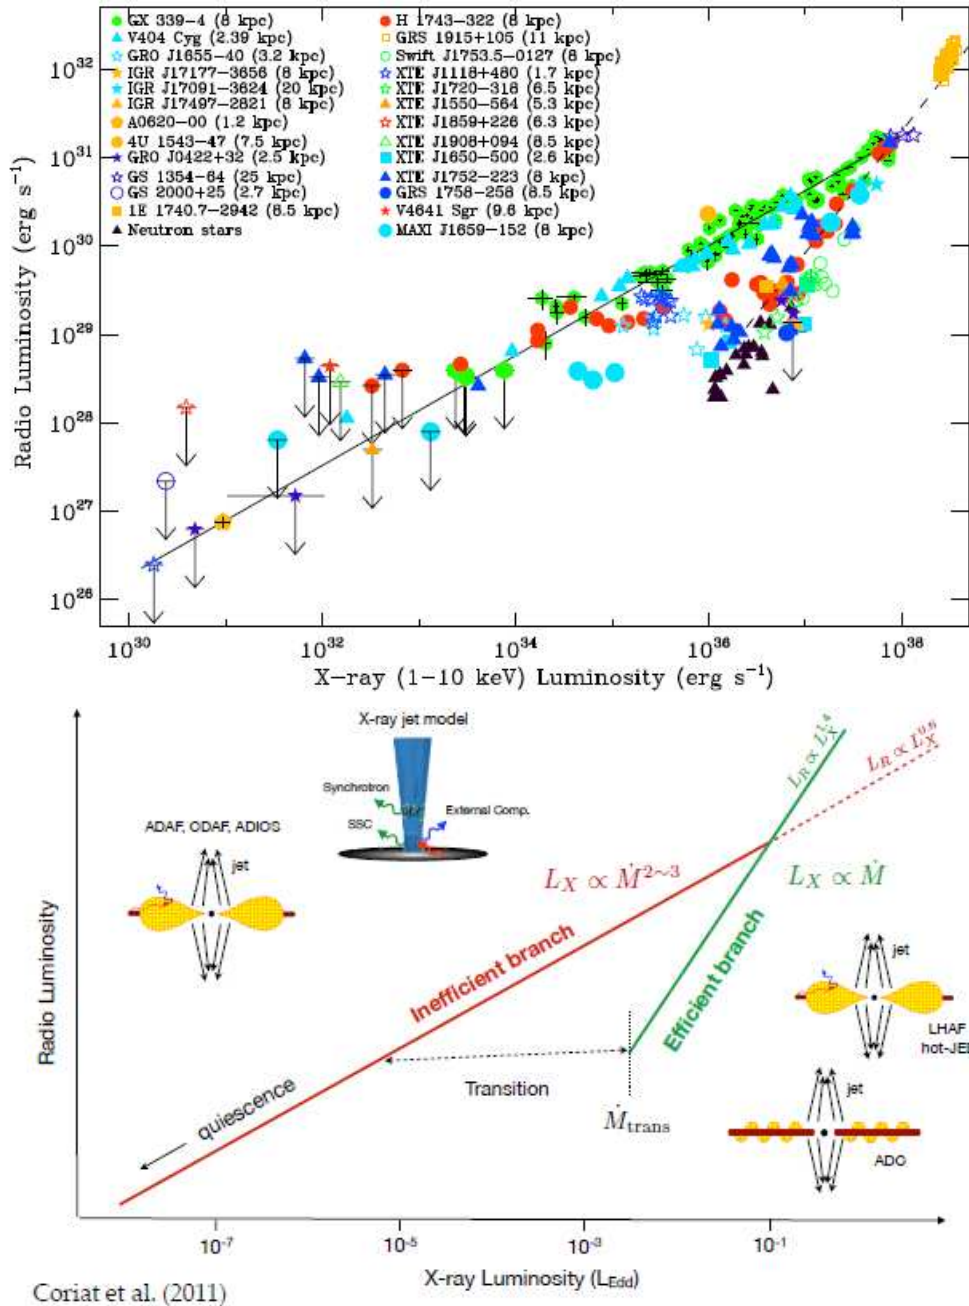 GX 339−4 (8 kpc)
V404 Cyg (2.39 kpc)
GRO J1655−40 (3.2 kpc)
IGR J17177−3656 (8 kpc)
IGR J17091−3624 (20 kpc)
IGR J17497−2821 (8 kpc)
A0620−00 (1.2 kpc)
4U 1543−47 (7.5 kpc)
GRO J0422+32 (2.5 kpc)
GS 1354−64 (25 kpc)
GS 2000+25 (2.7 kpc)
1E 1740.7−2942 (8.5 kpc)
Neutron stars
H 1743−322 (8 kpc)
GRS 1915+105 (11 kpc)
Swift J1753.5−0127 (8 kpc)
XTE J1118+480 (1.7 kpc)
XTE J1720−318 (6.5 kpc)
XTE J1550−564 (5.3 kpc)
XTE J1859+226 (6.3 kpc)
XTE J1908+094 (8.5 kpc)
XTE J1650−500 (2.6 kpc)
XTE J1752−223 (8 kpc)
GRS 1758−258 (8.5 kpc)
V4641 Sgr (9.6 kpc)
MAXI J1659−152 (8 kpc)
Radio Luminosity (erg s⁻¹)
10³²
10³¹
10³⁰
10²⁹
10²⁸
10²⁷
10²⁶
10³⁰ 10³² 10³⁴ 10³⁶ 10³⁸
X−ray (1−10 keV) Luminosity (erg s⁻¹)
X-ray jet model
Synchrotron
SSC
External Comp.
ADAF, CDAF, ADIOS
jet
L_R ∝ L_X^1.4
L_R ∝ L_X^0.6
L_X ∝ Ṁ^2∼3
L_X ∝ Ṁ
Inefficient branch
Efficient branch
jet
LHAF
hot-JED
Transition
quiescence
Ṁ_trans
jet
ADC
Radio Luminosity
10⁻⁷ 10⁻⁵ 10⁻³ 10⁻¹
X-ray Luminosity (L_Edd)
Coriat et al. (2011)